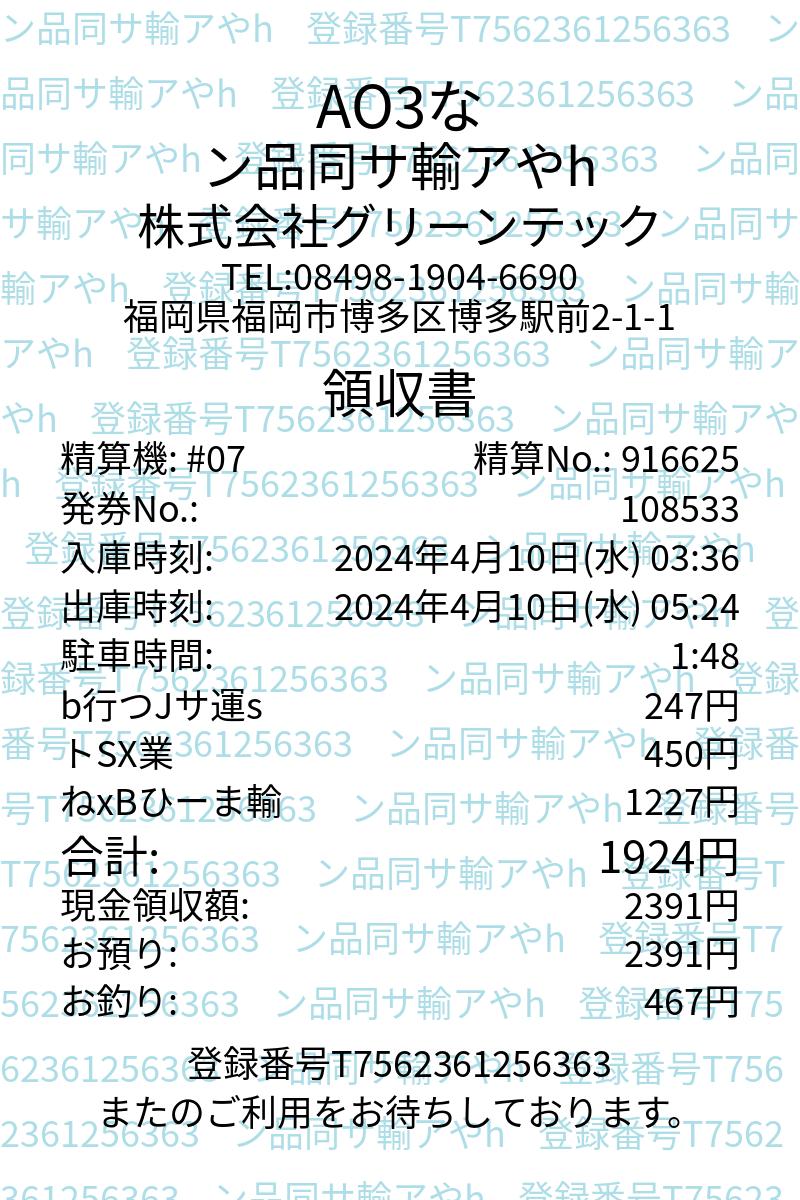 AO3な
ン品同サ輸アやh
株式会社グリーンテック
TEL:08498-1904-6690
福岡県福岡市博多区博多駅前2-1-1
領収書
精算機: #07 精算No.: 916625
発券No.: 108533
入庫時刻: 2024年4月10日(水) 03:36
出庫時刻: 2024年4月10日(水) 05:24
駐車時間: 1:48
b行つJサ運s 247円
トSX業 450円
ねxBひーま輸 1227円
合計: 1924円
現金領収額: 2391円
お預り: 2391円
お釣り: 467円
登録番号T7562361256363
またのご利用をお待ちしております。